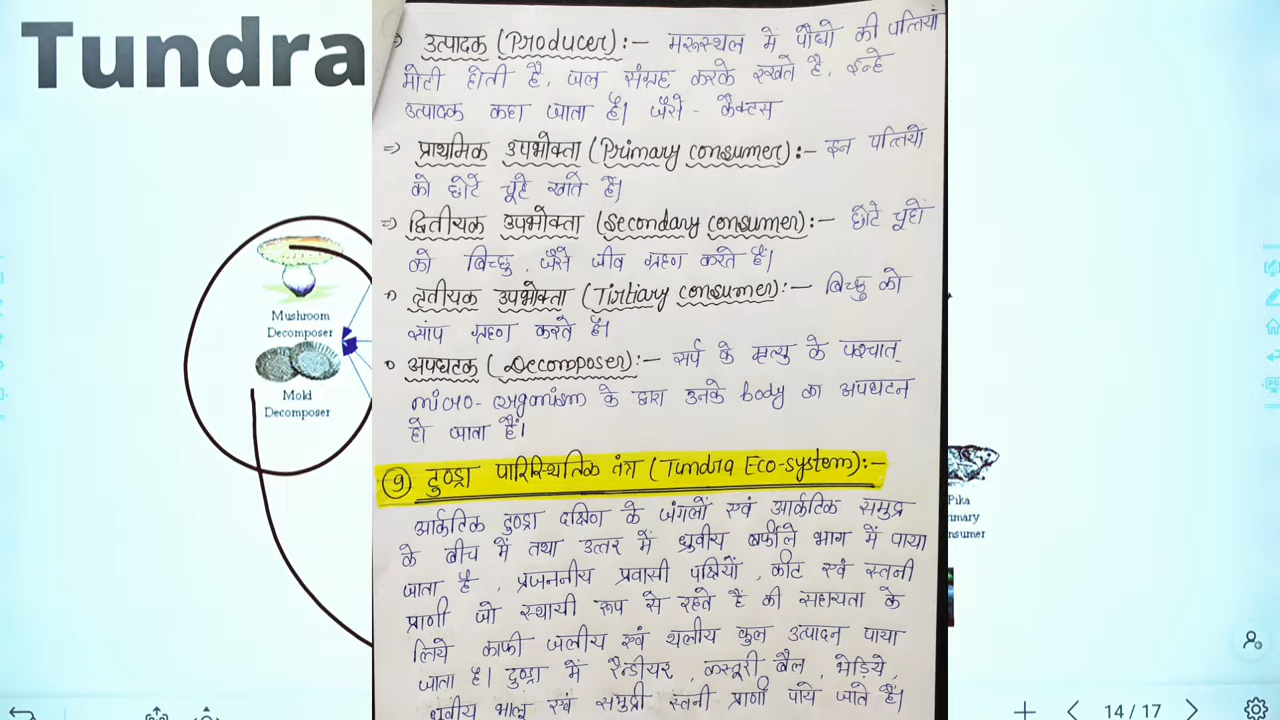 Tundra
उत्पादक (Producer):- मरूस्थल में पौधों की पत्तियां
मोटी होती है, जल संग्रह करके रखते है, इन्हे
उत्पादक कहा जाता है। जैसे - कैक्टस
=> प्राथमिक उपभोक्ता (Primary consumer):- इन पत्तियों
को छोटे चूहे खाते हैं।
=> द्वितीयक उपभोक्ता (Secondary consumer):- छोटे चूहों
को बिच्छु, जैसे जीव ग्रहण करते हैं।
तृतीयक उपभोक्ता (Tirtiary consumer):- बिच्छु को
सांप ग्रहण करते है।
अपघटक (Decomposer):- सर्प के मृत्यु के पश्चात्
micro-organism के द्वारा उनके body का अपघटन
हो जाता हैं।
9 टुण्ड्रा पारिस्थितिक तंत्र (Tundra Eco-system):-
आर्कटिक टुण्ड्रा दक्षिण के जंगलों एवं आर्कटिक समुद्र
के बीच में तथा उत्तर में ध्रुवीय बर्फीले भाग में पाया
जाता है, प्रजननीय प्रवासी पक्षियों, कीट एवं स्तनी
प्राणी जो स्थायी रूप से रहते हैं की सहायता के
लिये काफी जलीय एवं थलीय कुल उत्पादन पाया
जाता है। टुण्ड्रा में रैन्डीयर, कस्तूरी बैल, भेडिये,
ध्रुवीय भालू एवं समुद्री स्तनी प्राणी पाये जाते हैं।
Mushroom
Decomposer
Mold
Decomposer
Pika
mary
nsumer
14 / 17